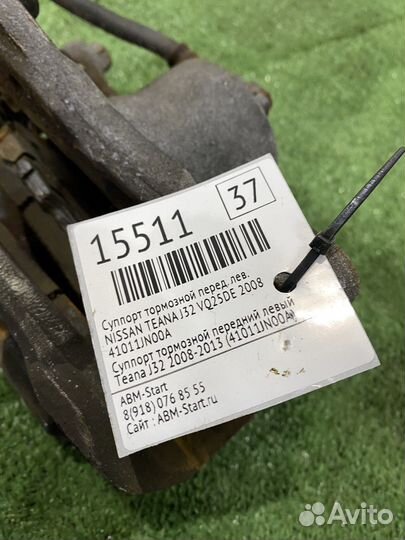 15511
37
Суппорт тормозной перед. лев.
NISSAN TEANA J32 VQ25DE 2008
41011JN00A
Суппорт тормозной передний левый
Teana J32 2008-2013 (41011JN00A)
ABM-Start
8(918) 076 85 55
Сайт : ABM-Start.ru
Avito